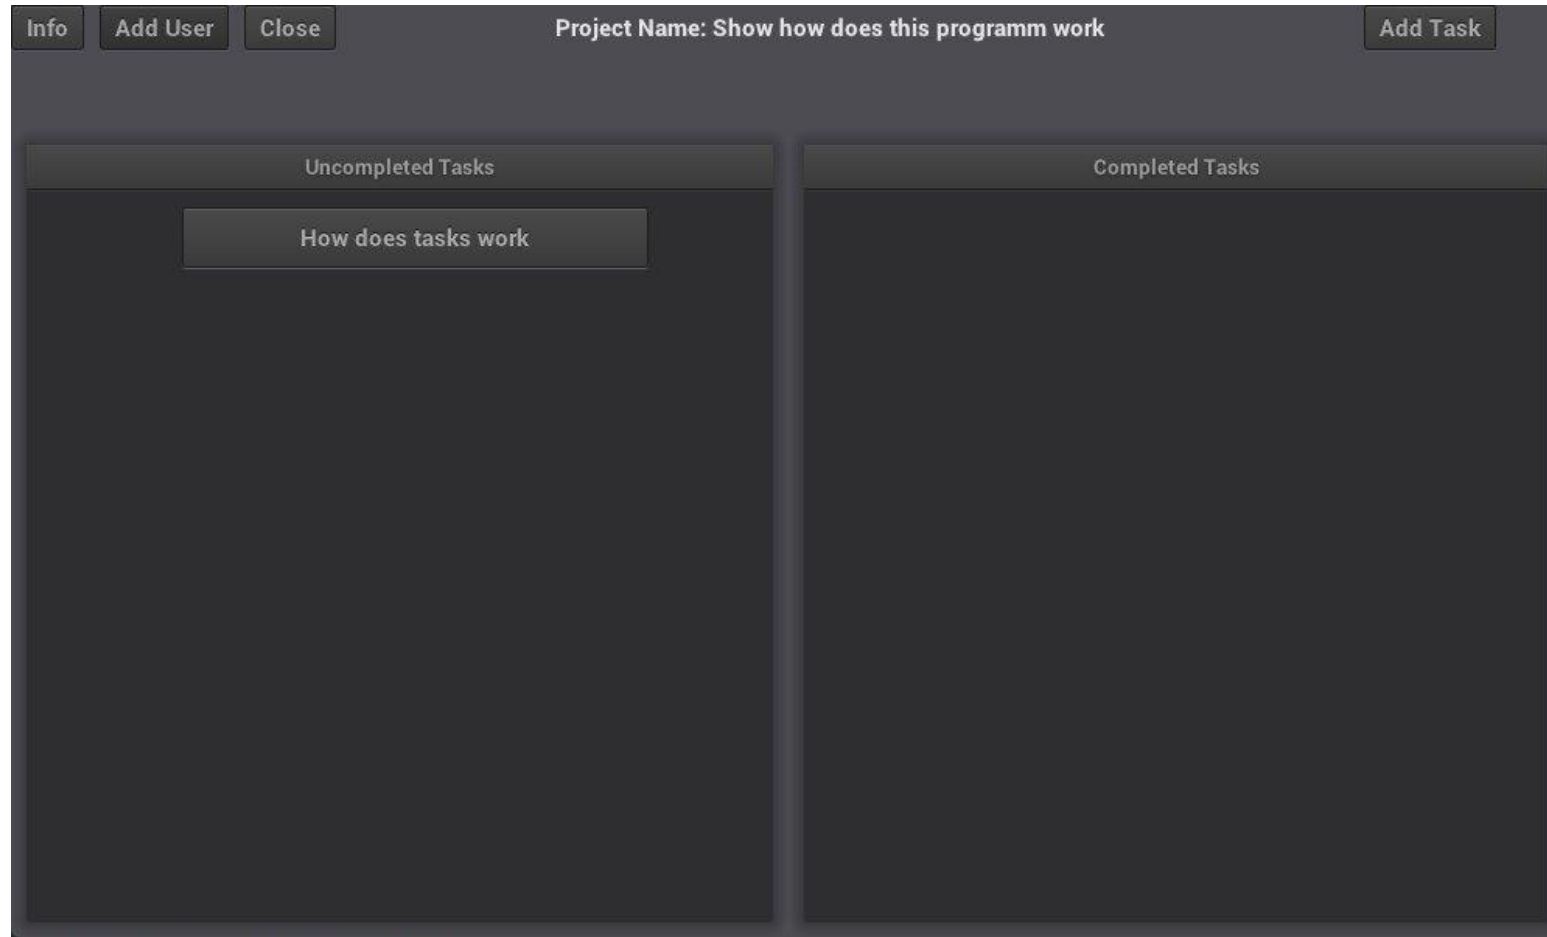 Info Add User Close Project Name: Show how does this programm work Add Task
Uncompleted Tasks Completed Tasks
How does tasks work